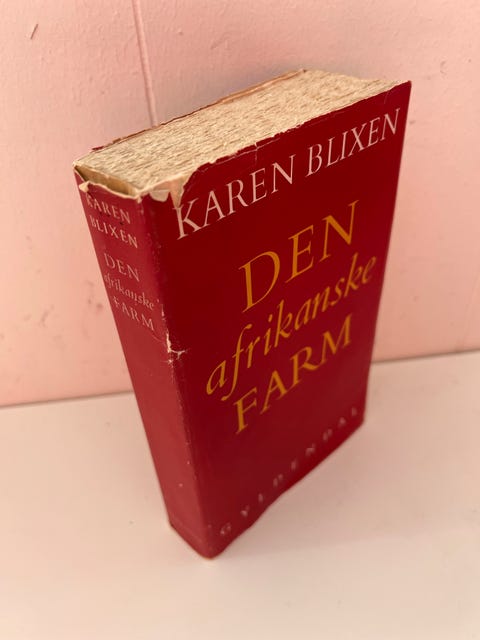 KAREN BLIXEN
DEN
afrikanske
FARM
GYLDENDAL
KAREN
BLIXEN
DEN
afrikanske
FARM